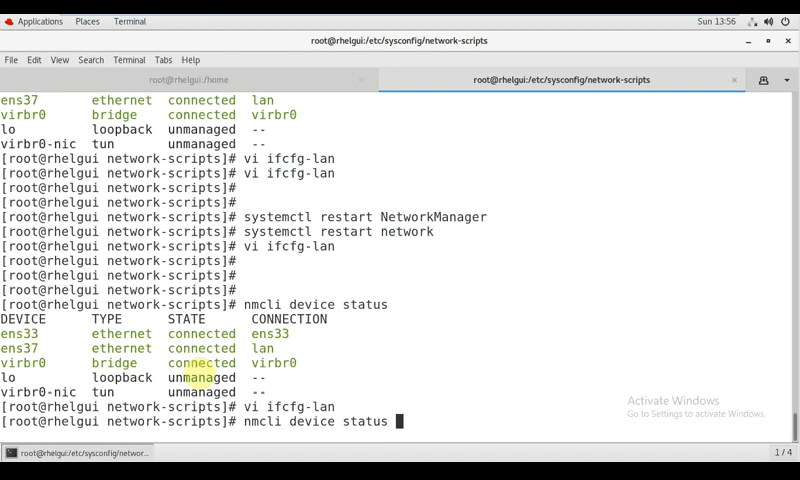 Applications Places Terminal Sun 13:56
root@rhelgui:/etc/sysconfig/network-scripts
File Edit View Search Terminal Tabs Help
root@rhelgui:/home × root@rhelgui:/etc/sysconfig/network-scripts ×
ens37 ethernet connected lan
virbr0 bridge connected virbr0
lo loopback unmanaged --
virbr0-nic tun unmanaged --
[root@rhelgui network-scripts]# vi ifcfg-lan
[root@rhelgui network-scripts]# vi ifcfg-lan
[root@rhelgui network-scripts]#
[root@rhelgui network-scripts]#
[root@rhelgui network-scripts]# systemctl restart NetworkManager
[root@rhelgui network-scripts]# systemctl restart network
[root@rhelgui network-scripts]# vi ifcfg-lan
[root@rhelgui network-scripts]#
[root@rhelgui network-scripts]#
[root@rhelgui network-scripts]#
[root@rhelgui network-scripts]# nmcli device status
DEVICE TYPE STATE CONNECTION
ens33 ethernet connected ens33
ens37 ethernet connected lan
virbr0 bridge connected virbr0
lo loopback unmanaged --
virbr0-nic tun unmanaged --
[root@rhelgui network-scripts]# vi ifcfg-lan
[root@rhelgui network-scripts]# nmcli device status
Activate Windows
Go to Settings to activate Windows.
root@rhelgui:/etc/sysconfig/networ... 1 / 4